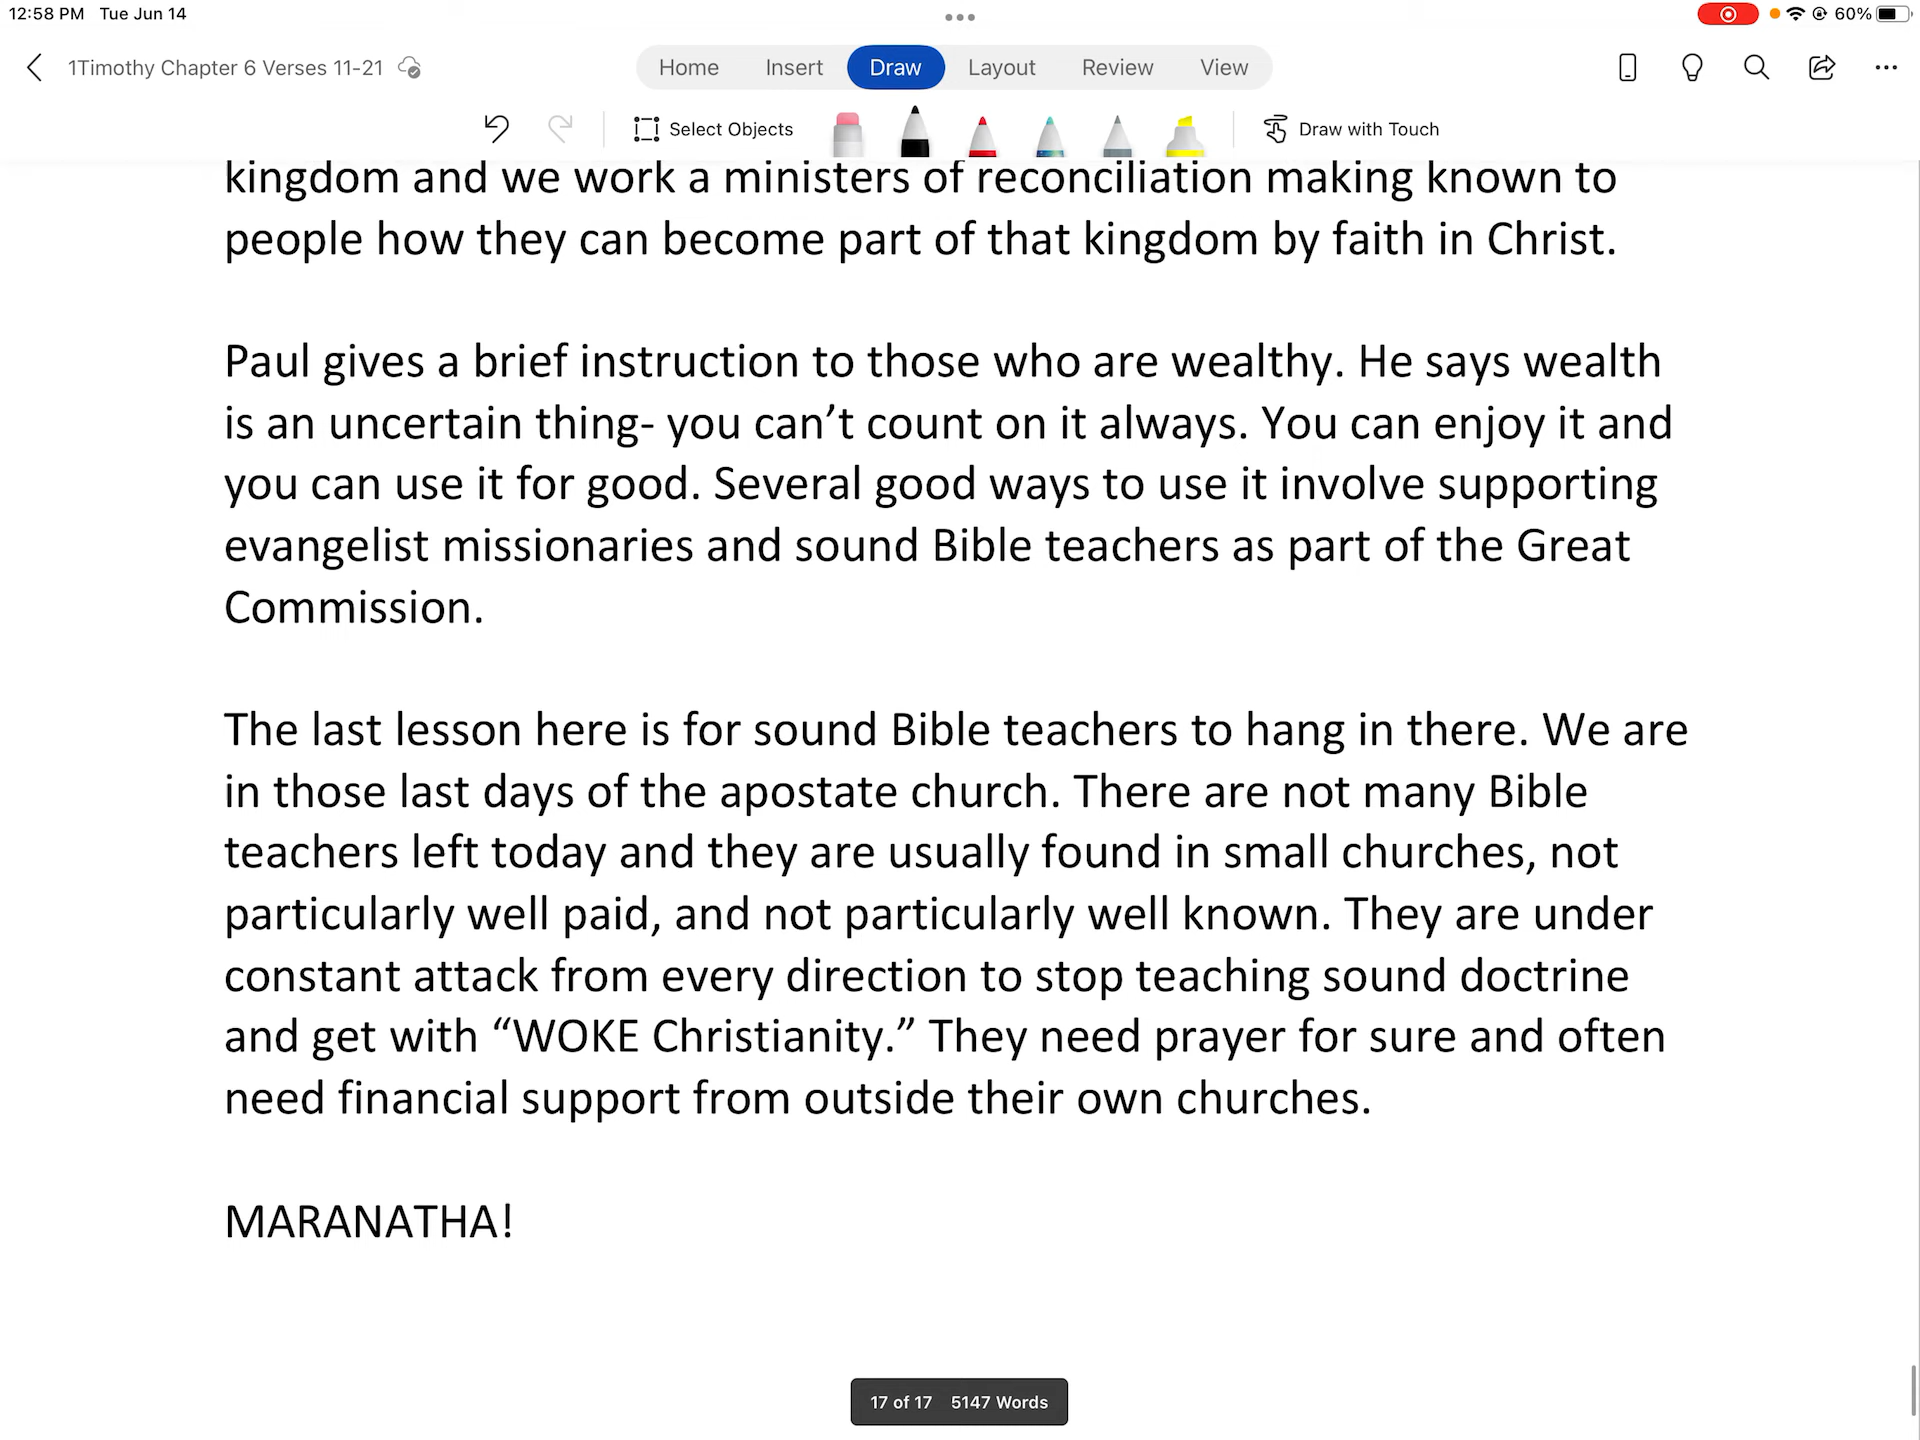 12:58 PM Tue Jun 14
60%
1Timothy Chapter 6 Verses 11-21
Home Insert Draw Layout Review View
Select Objects
Draw with Touch
kingdom and we work a ministers of reconciliation making known to
people how they can become part of that kingdom by faith in Christ.
Paul gives a brief instruction to those who are wealthy. He says wealth
is an uncertain thing- you can’t count on it always. You can enjoy it and
you can use it for good. Several good ways to use it involve supporting
evangelist missionaries and sound Bible teachers as part of the Great
Commission.
The last lesson here is for sound Bible teachers to hang in there. We are
in those last days of the apostate church. There are not many Bible
teachers left today and they are usually found in small churches, not
particularly well paid, and not particularly well known. They are under
constant attack from every direction to stop teaching sound doctrine
and get with “WOKE Christianity.” They need prayer for sure and often
need financial support from outside their own churches.
MARANATHA!
17 of 17 5147 Words